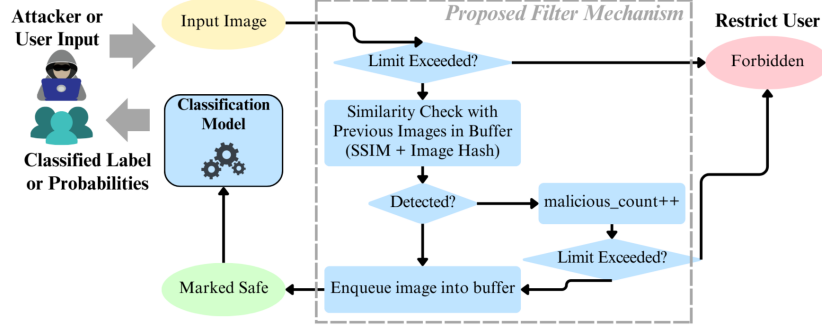 Attacker or
User Input
Input Image
Proposed Filter Mechanism
Restrict User
Limit Exceeded?
Forbidden
Classification
Model
Similarity Check with
Previous Images in Buffer
(SSIM + Image Hash)
Classified Label
or Probabilities
Detected?
malicious_count++
Limit Exceeded?
Marked Safe
Enqueue image into buffer